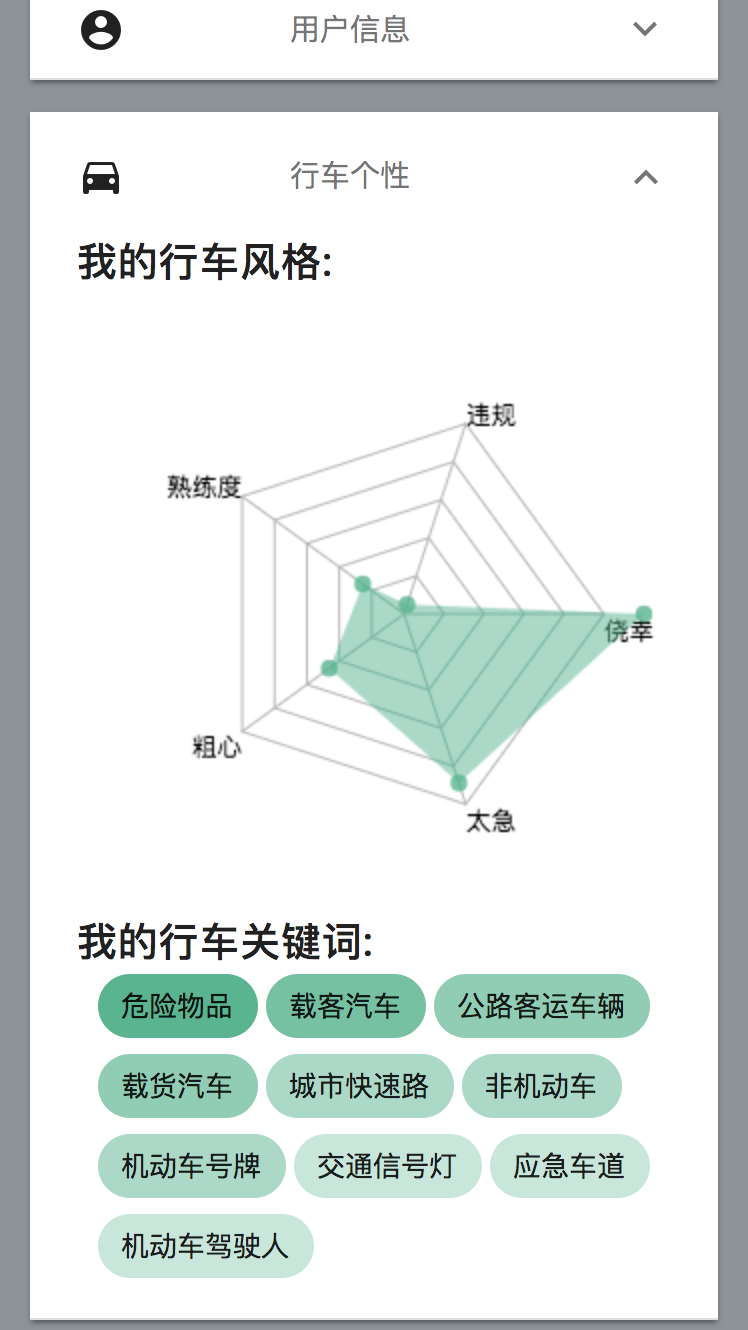 用户信息
行车个性
我的行车风格:
违规
熟练度
侥幸
粗心
太急
我的行车关键词:
危险物品 载客汽车 公路客运车辆
载货汽车 城市快速路 非机动车
机动车号牌 交通信号灯 应急车道
机动车驾驶人